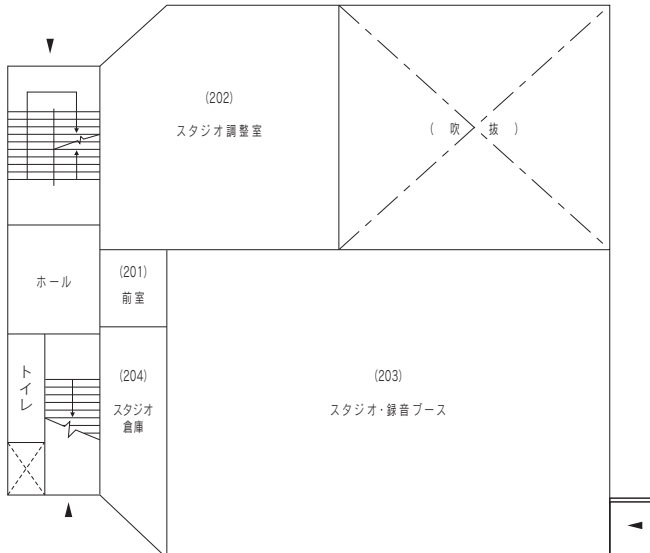 (202)
スタジオ調整室
( 吹 抜 )
(201)
前室
ホール
トイレ
(204)
スタジオ
倉庫
(203)
スタジオ・録音ブース